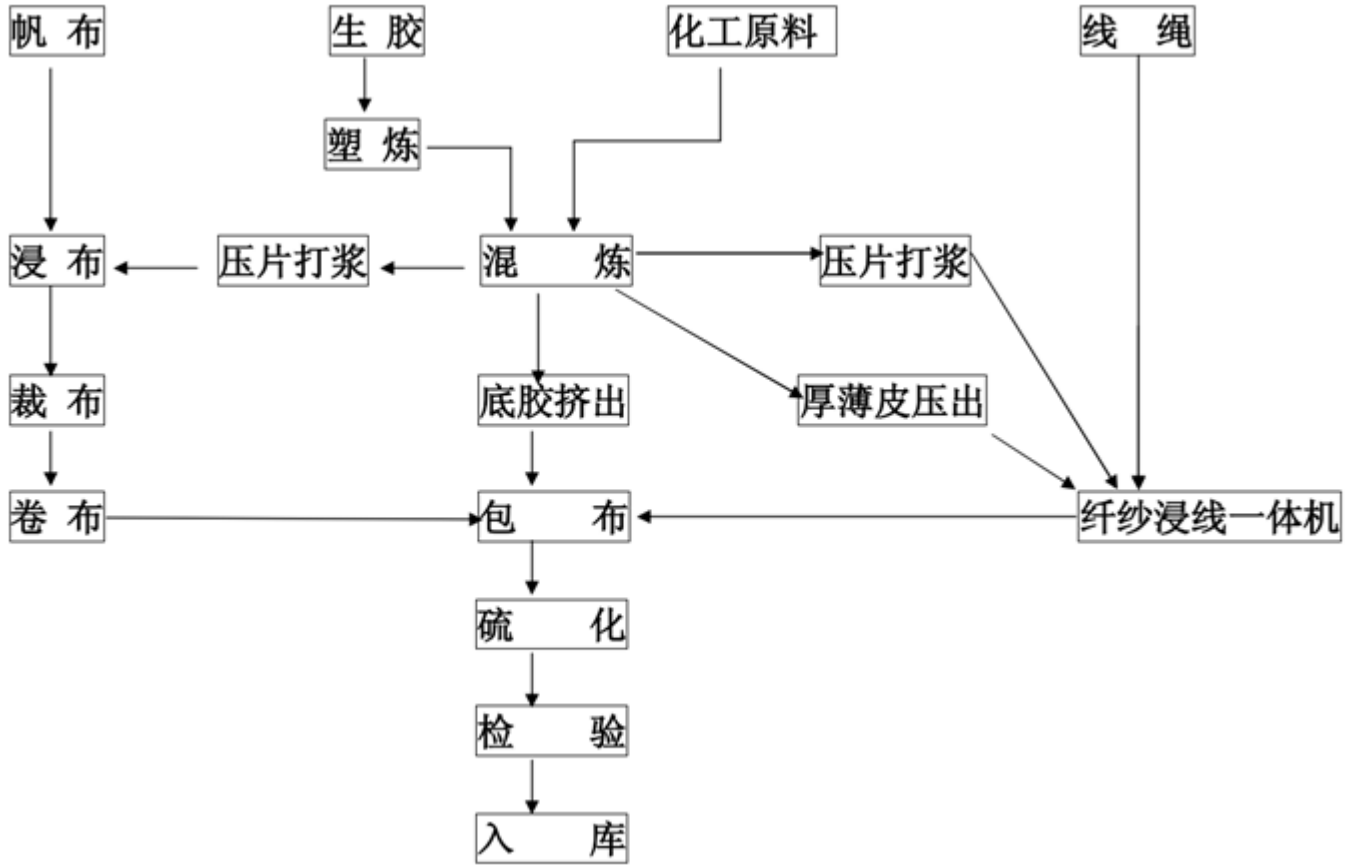 帆 布
生 胶
化工原料
线 绳
塑 炼
浸 布
压片打浆
混 炼
压片打浆
裁 布
底胶挤出
厚薄皮压出
卷 布
包 布
纤纱浸线一体机
硫 化
检 验
入 库